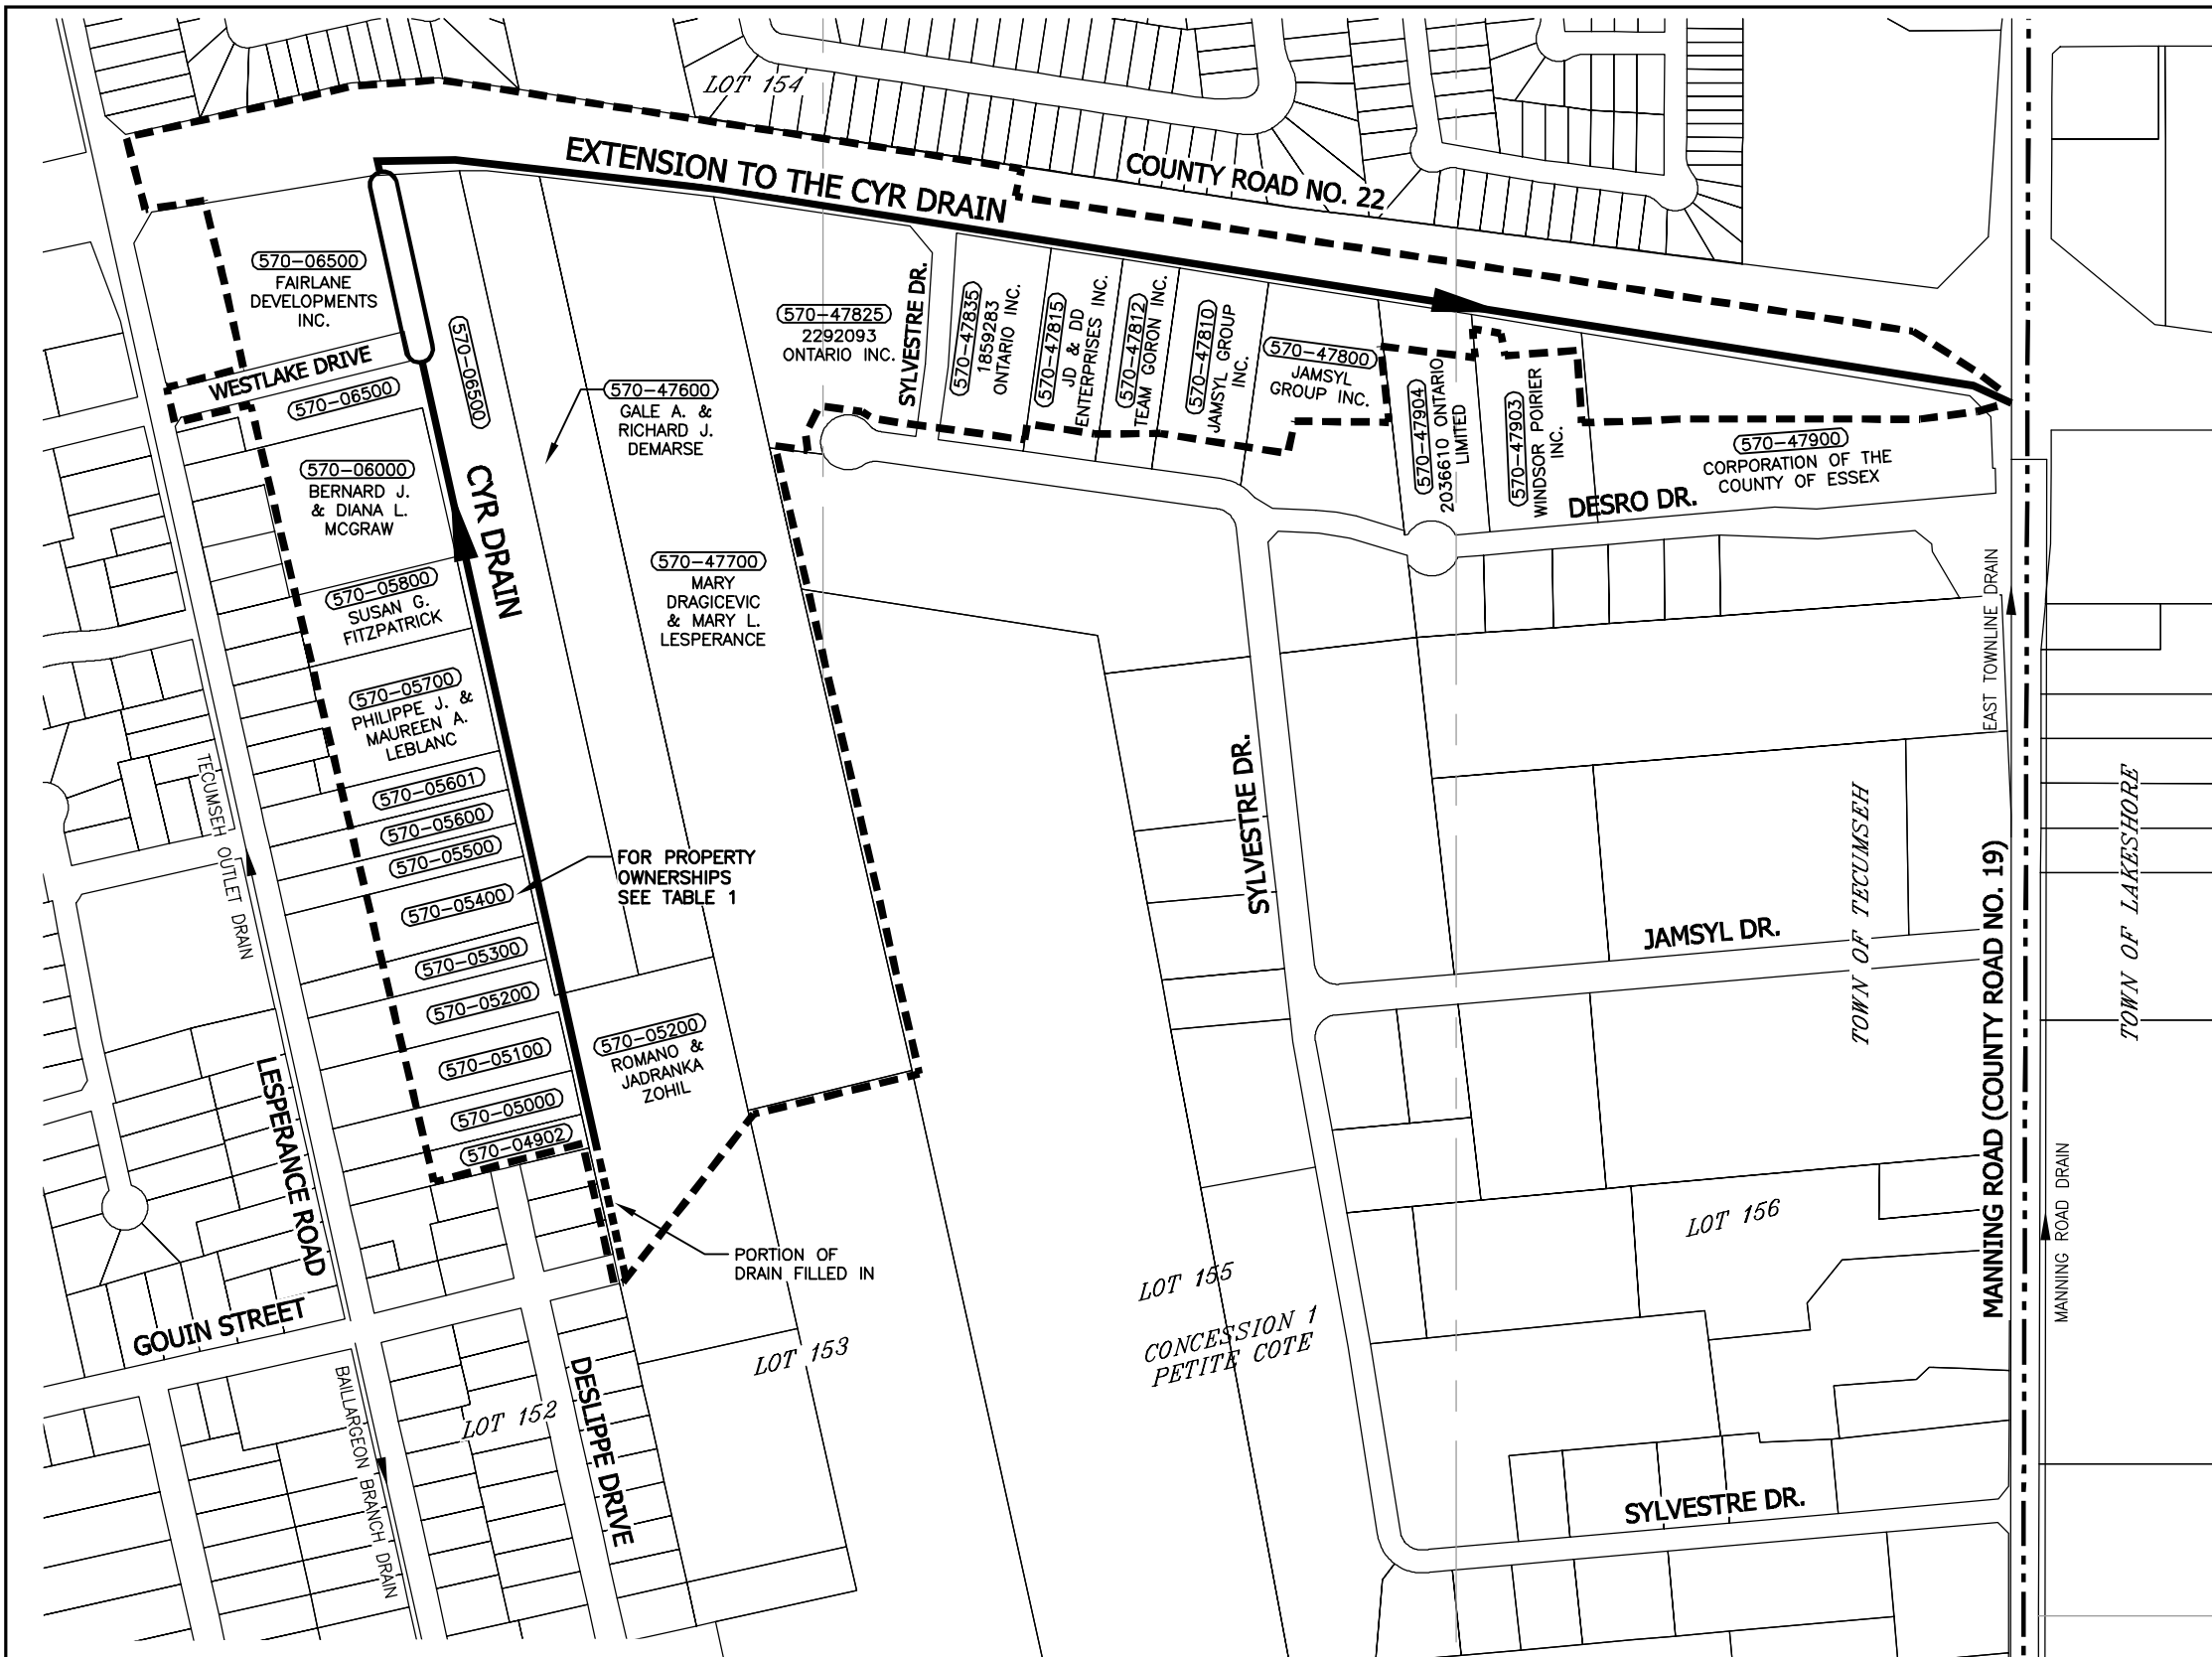 LOT 154
EXTENSION TO THE CYR DRAIN
COUNTY ROAD NO. 22
570-06500
FAIRLANE
DEVELOPMENTS
INC.
WESTLAKE DRIVE
570-06500
570-06500
570-06000
BERNARD J.
& DIANA L.
MCGRAW
CYR DRAIN
570-47600
GALE A. &
RICHARD J.
DEMARSE
570-47825
2292093
ONTARIO INC.
SYLVESTRE DR.
570-47835
1859283
ONTARIO INC.
570-47815
JD & DD
ENTERPRISES INC.
570-47812
TEAM GORON INC.
570-47810
JAMSYL GROUP
INC.
570-47800
JAMSYL
GROUP INC.
570-47904
2036610 ONTARIO
LIMITED
570-47903
WINDSOR POIRIER
INC.
570-47900
CORPORATION OF THE
COUNTY OF ESSEX
DESRO DR.
570-05800
SUSAN G.
FITZPATRICK
570-47700
MARY
DRAGICEVIC
& MARY L.
LESPERANCE
570-05700
PHILIPPE J. &
MAUREEN A.
LEBLANC
570-05601
570-05600
570-05500
570-05400
570-05300
570-05200
570-05100
570-05000
570-04902
FOR PROPERTY
OWNERSHIPS
SEE TABLE 1
570-05200
ROMANO &
JADRANKA
ZOHIL
PORTION OF
DRAIN FILLED IN
TECUMSEH OUTLET DRAIN
LESPERANCE ROAD
GOUIN STREET
BAILLARGEON BRANCH DRAIN
LOT 152
DESLIPPE DRIVE
LOT 153
LOT 155
CONCESSION 1
PETITE COTE
SYLVESTRE DR.
JAMSYL DR.
LOT 156
SYLVESTRE DR.
TOWN OF TECUMSEH
EAST TOWNLINE DRAIN
MANNING ROAD (COUNTY ROAD NO. 19)
MANNING ROAD DRAIN
TOWN OF LAKESHORE